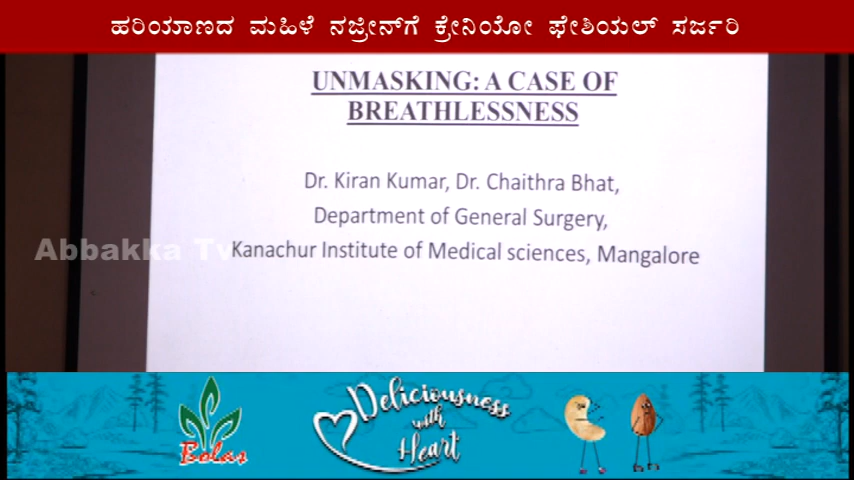 ಹರಿಯಾಣದ ಮಹಿಳೆ ನಜ್ರೀನ್‌ಗೆ ಕ್ರೇನಿಯೋ ಫೇಶಿಯಲ್ ಸರ್ಜರಿ
UNMASKING: A CASE OF
BREATHLESSNESS
Dr. Kiran Kumar, Dr. Chaithra Bhat,
Department of General Surgery,
Abbakka Tv
Kanachur Institute of Medical sciences, Mangalore
Bolas
Deliciousness
with
Heart